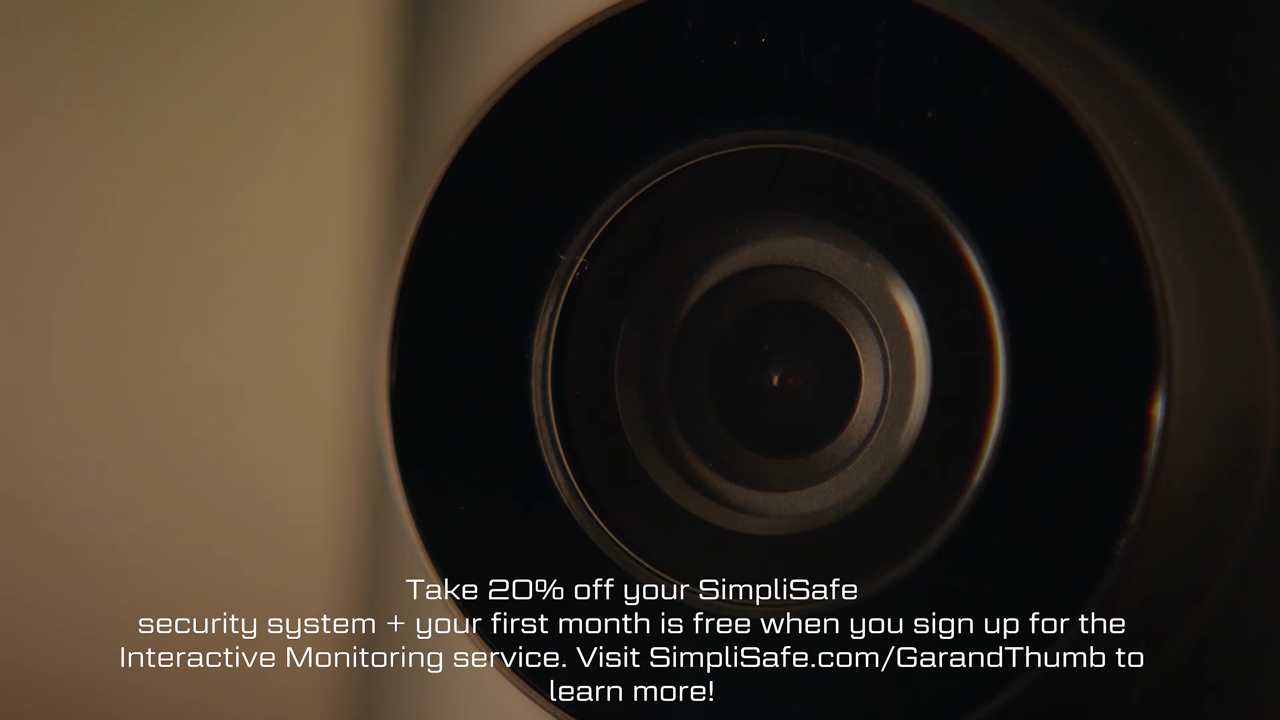 Take 20% off your SimpliSafe
security system + your first month is free when you sign up for the
Interactive Monitoring service. Visit SimpliSafe.com/GarandThumb to
learn more!